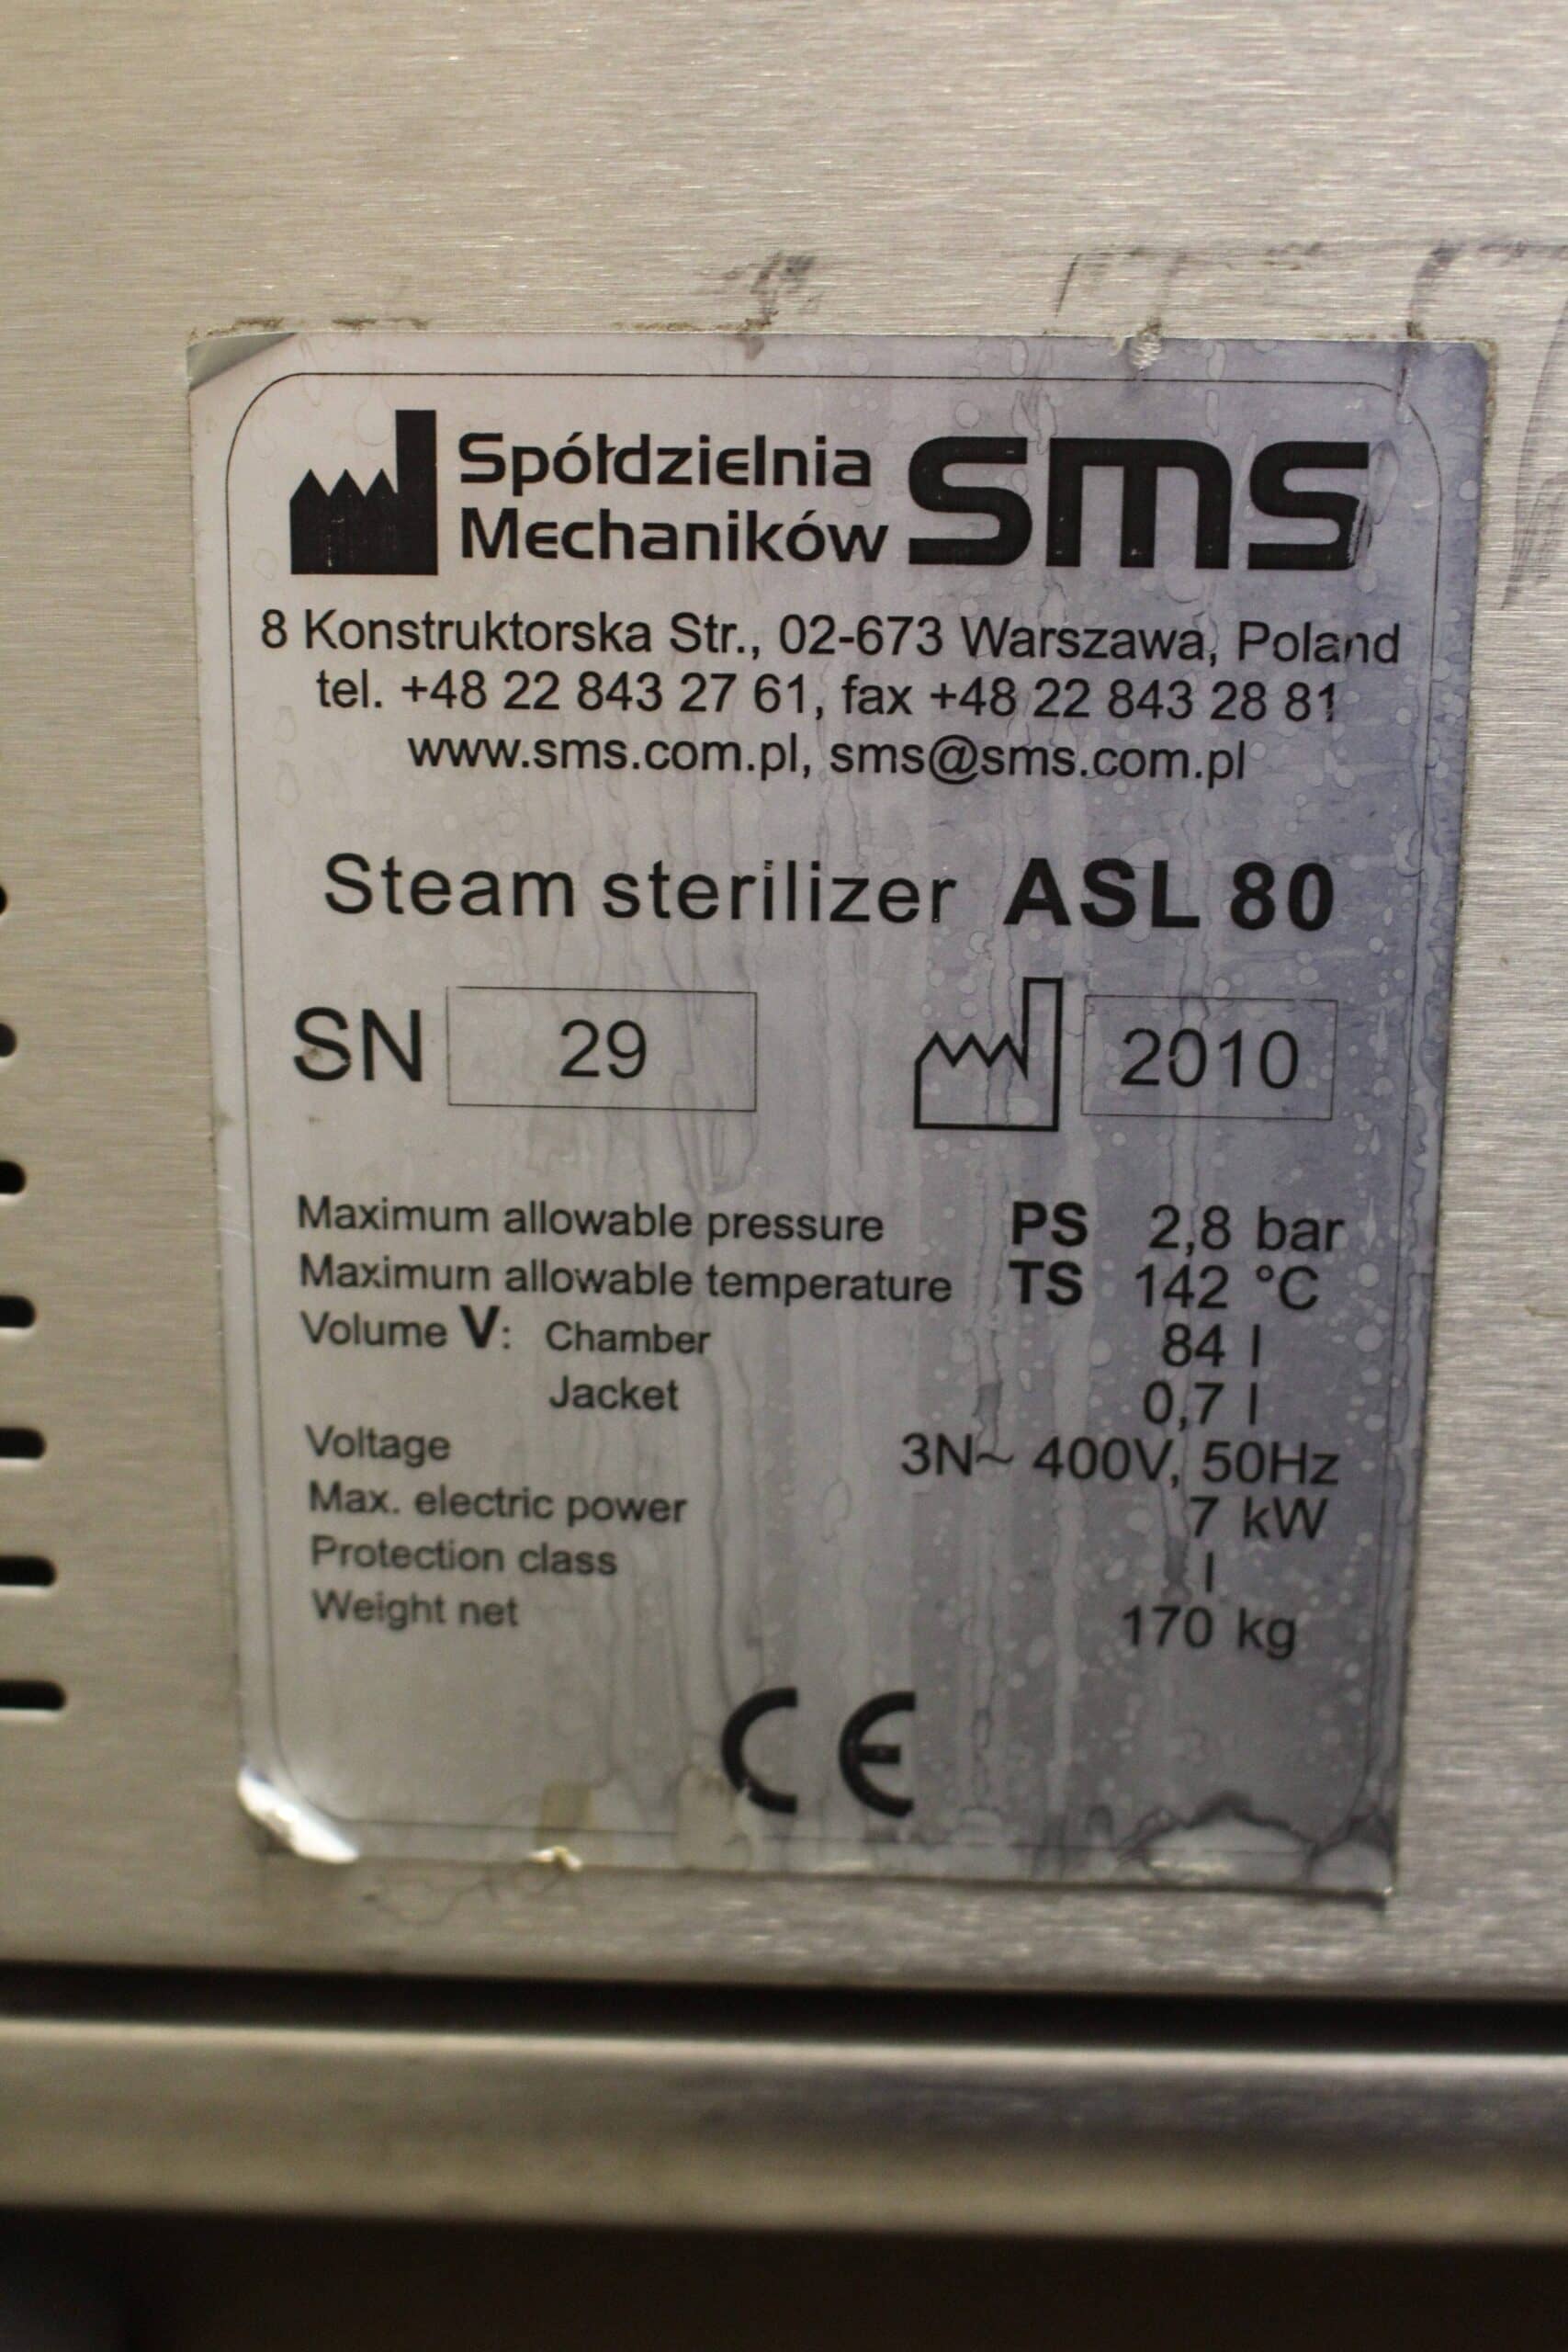 Spółdzielnia
Mechaników
sms
8 Konstruktorska Str., 02-673 Warszawa, Poland
tel. +48 22 843 27 61, fax +48 22 843 28 81
www.sms.com.pl, sms@sms.com.pl
Steam sterilizer ASL 80
SN 29 2010
Maximum allowable pressure PS 2,8 bar
Maximum allowable temperature TS 142 °C
Volume V: Chamber 84 l
Jacket 0,7 l
Voltage 3N~ 400V, 50Hz
Max. electric power 7 kW
Protection class I
Weight net 170 kg
CE